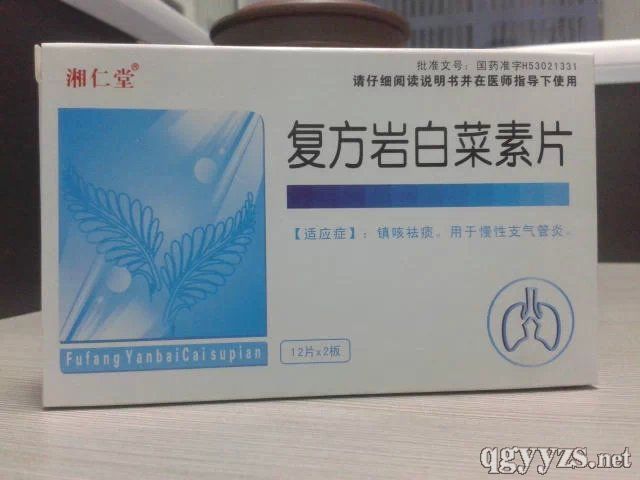 湘仁堂®
批准文号：国药准字H53021331
请仔细阅读说明书并在医师指导下使用
复方岩白菜素片
【适应症】：镇咳祛痰。用于慢性支气管炎。
FufangYanbaiCaisupian
12片x2板
qgyyzs.net